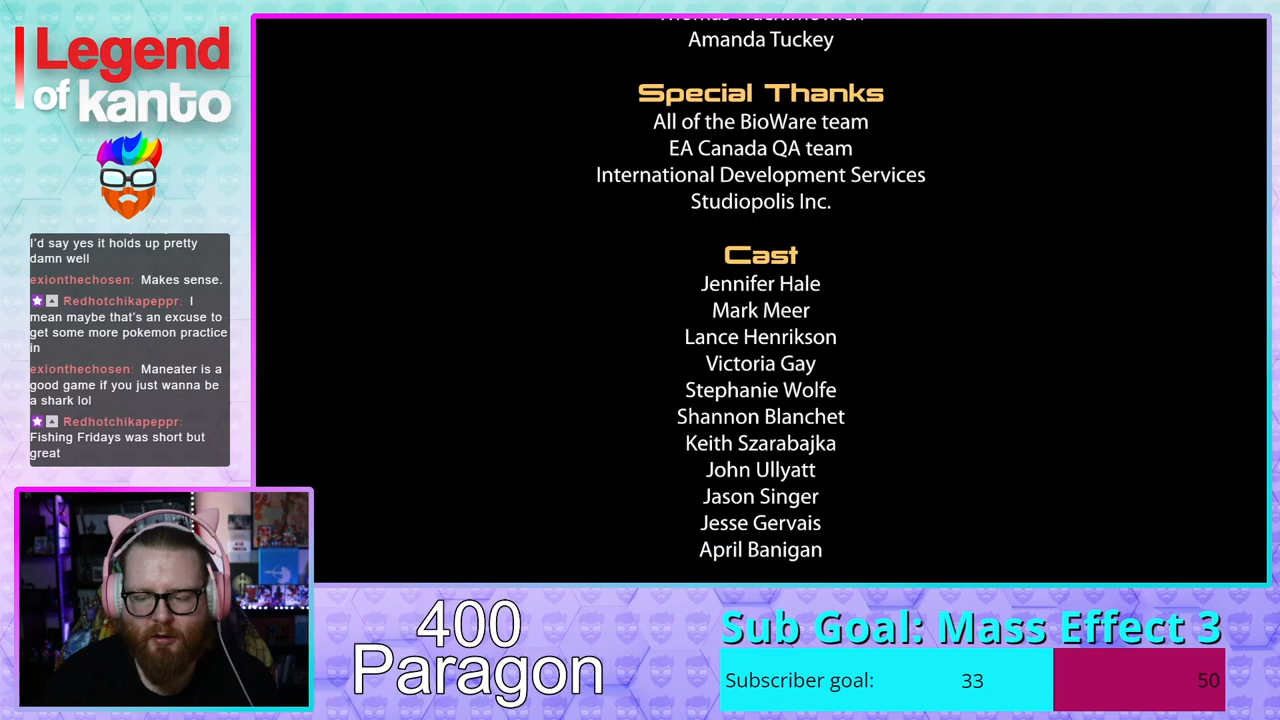 Legend
of kanto
I'd say yes it holds up pretty
damn well
exionthechosen: Makes sense.
Redhotchikapeppr: I
mean maybe that's an excuse to
get some more pokemon practice
in
exionthechosen: Maneater is a
good game if you just wanna be
a shark lol
Redhotchikapeppr:
Fishing Fridays was short but
great
Amanda Tuckey
Special Thanks
All of the BioWare team
EA Canada QA team
International Development Services
Studiopolis Inc.
Cast
Jennifer Hale
Mark Meer
Lance Henrikson
Victoria Gay
Stephanie Wolfe
Shannon Blanchet
Keith Szarabajka
John Ullyatt
Jason Singer
Jesse Gervais
April Banigan
400
Paragon
Sub Goal: Mass Effect 3
Subscriber goal: 33 50